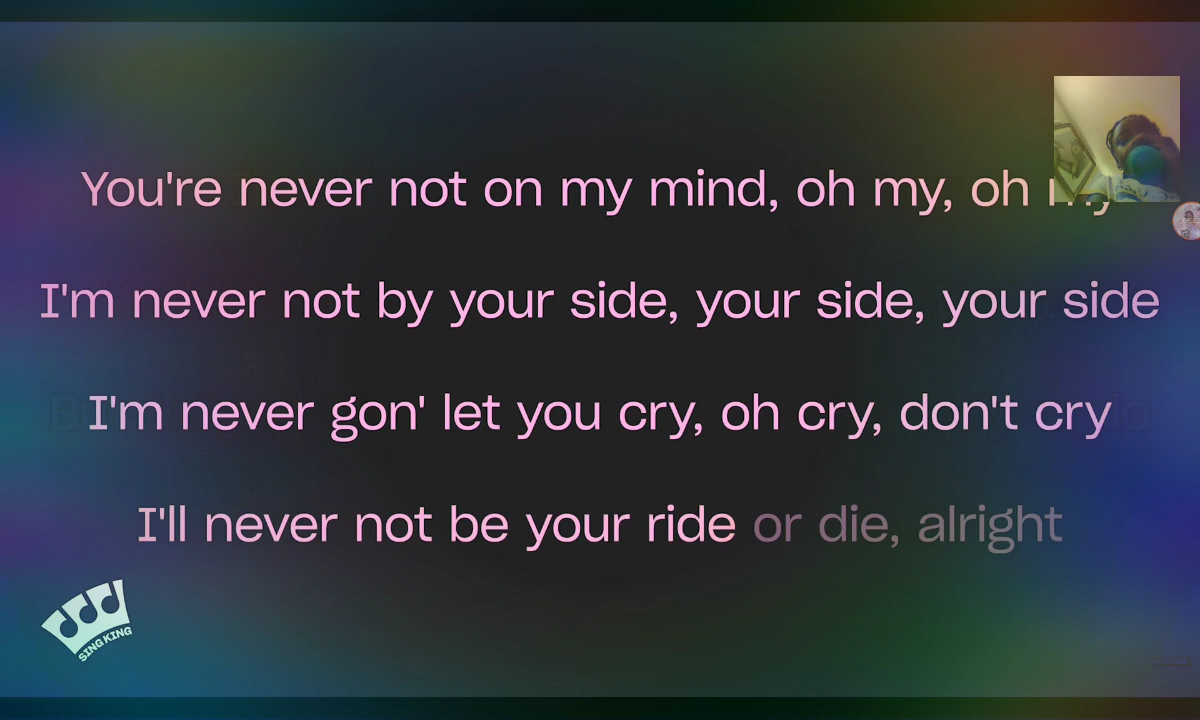 You're never not on my mind, oh my, oh my
I'm never not by your side, your side, your side
I'm never gon' let you cry, oh cry, don't cry
I'll never not be your ride or die, alright
SING KING